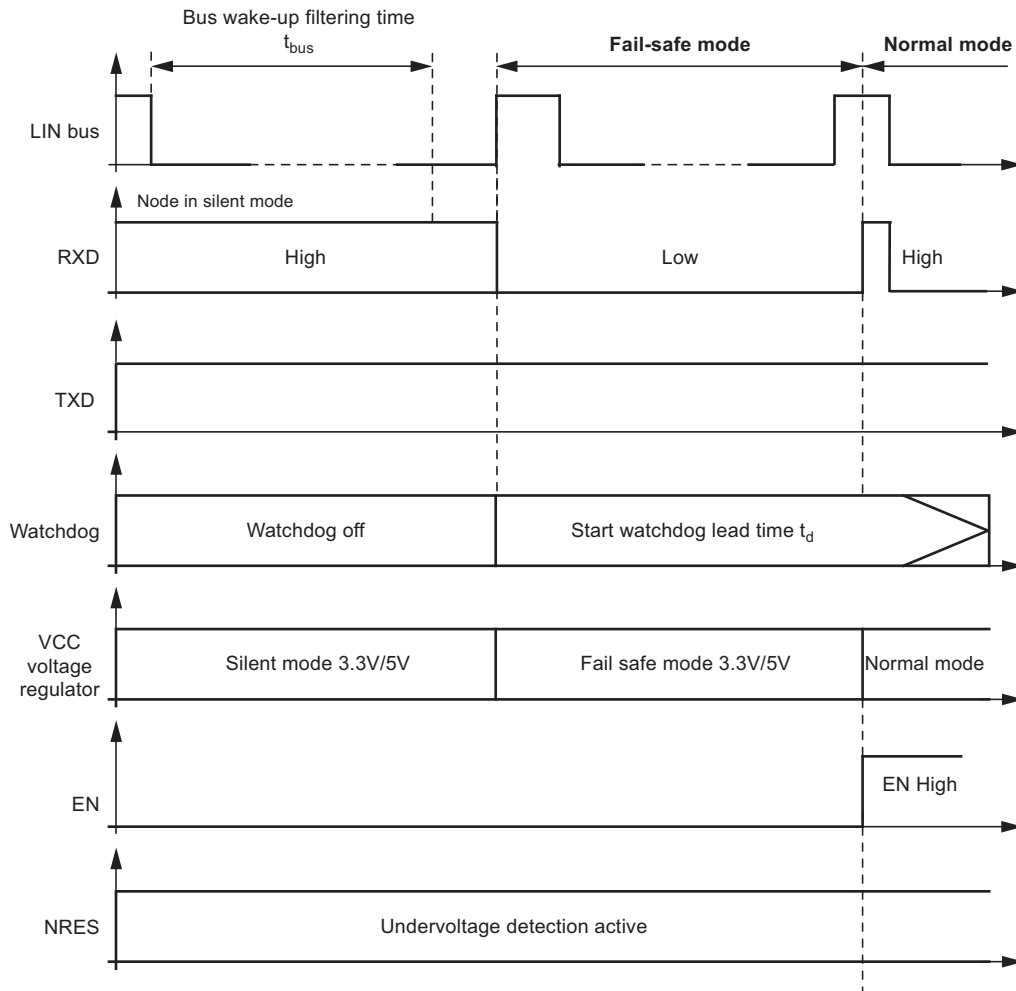 Bus wake-up filtering time
tbus
Fail-safe mode
Normal mode
LIN bus
Node in silent mode
RXD
High
Low
High
TXD
Watchdog
Watchdog off
Start watchdog lead time td
VCC
voltage
regulator
Silent mode 3.3V/5V
Fail safe mode 3.3V/5V
Normal mode
EN
EN High
NRES
Undervoltage detection active